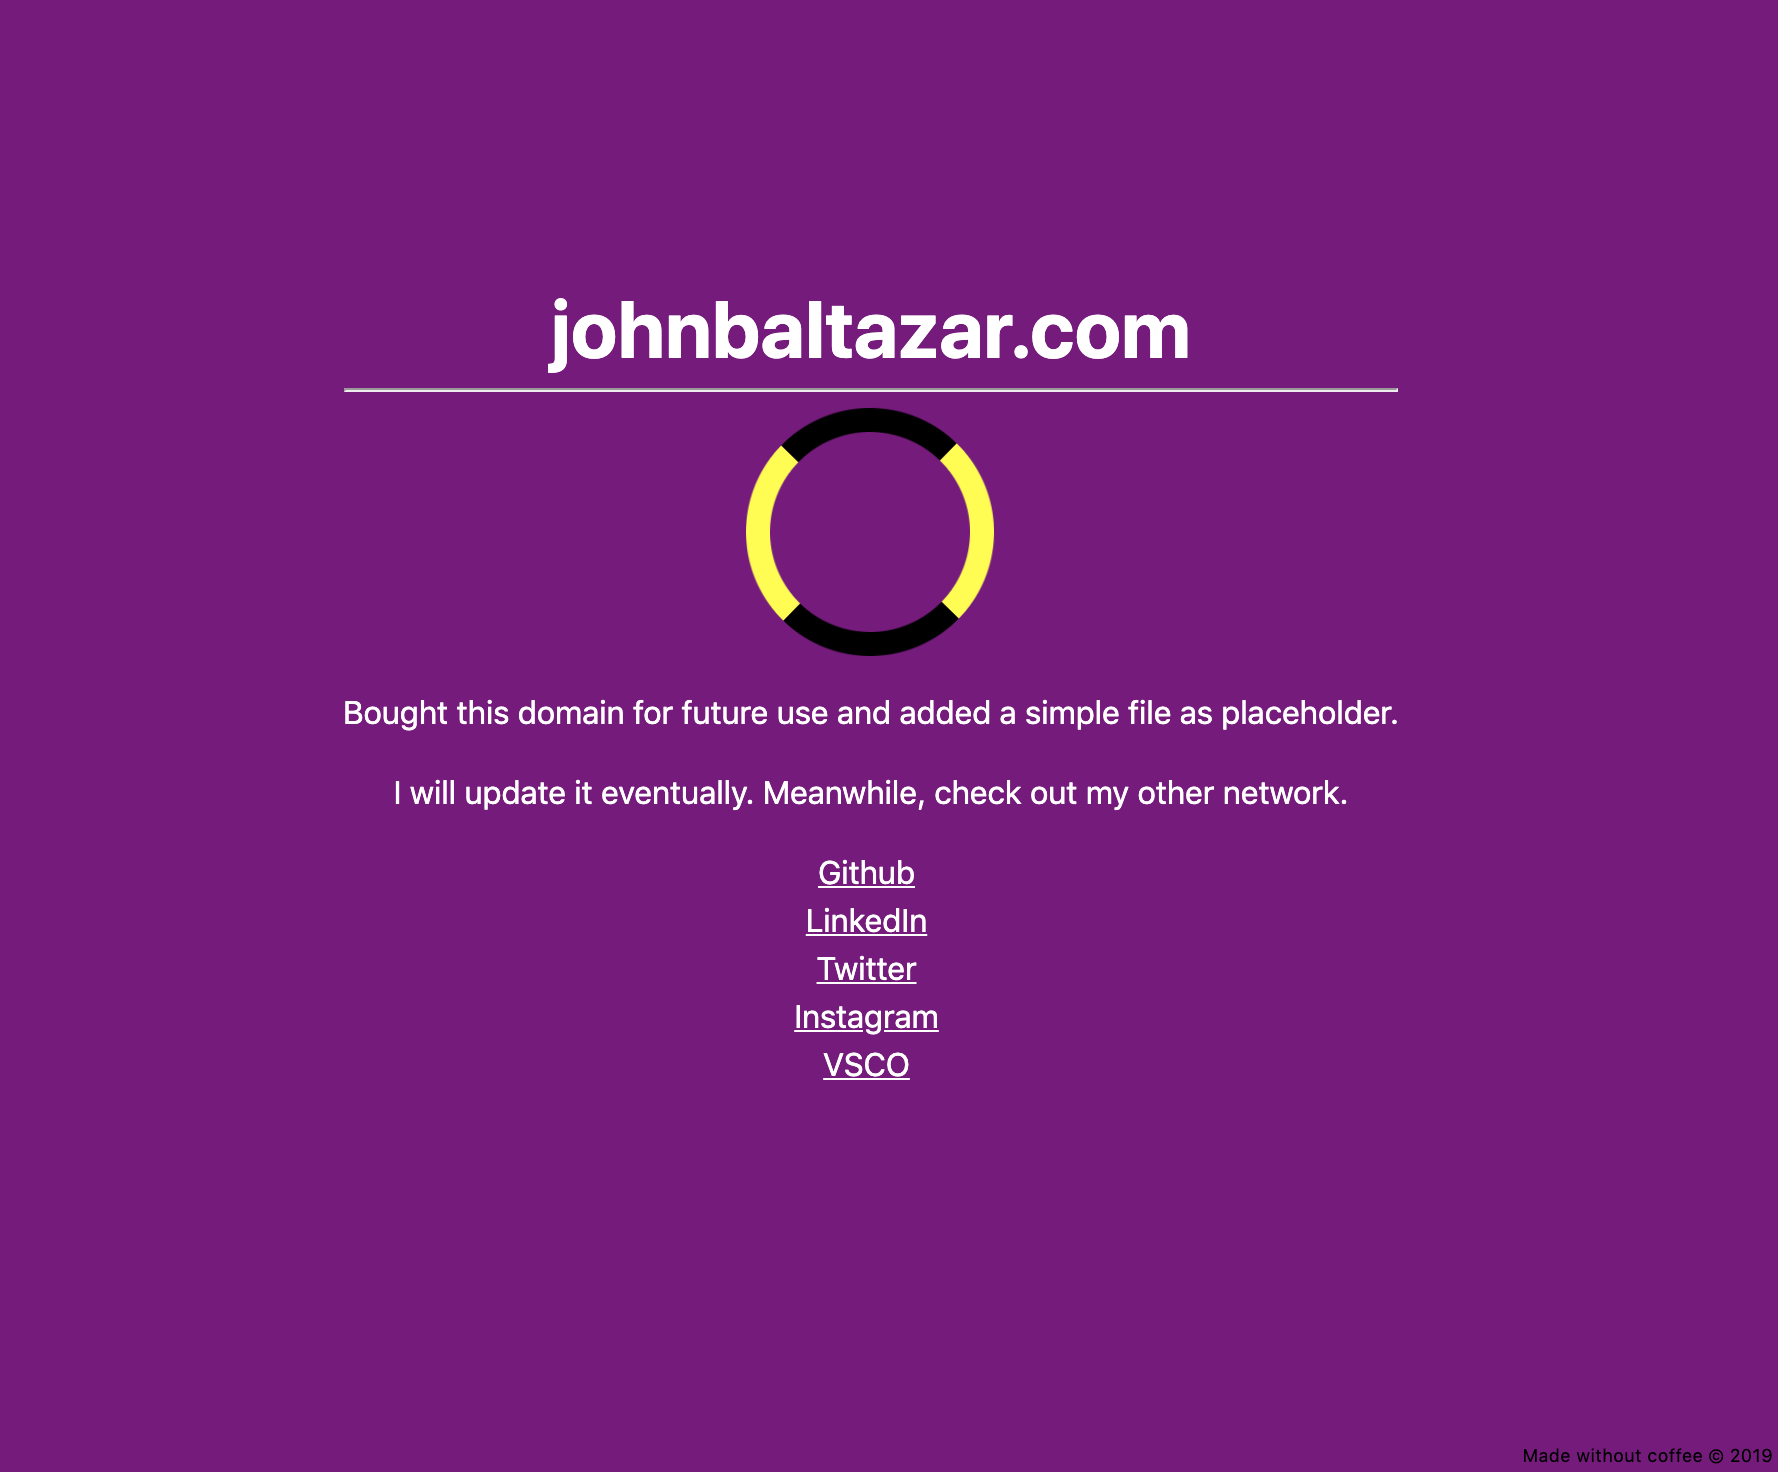 johnbaltazar.com
Bought this domain for future use and added a simple file as placeholder.
I will update it eventually. Meanwhile, check out my other network.
Github
LinkedIn
Twitter
Instagram
VSCO
Made without coffee © 2019